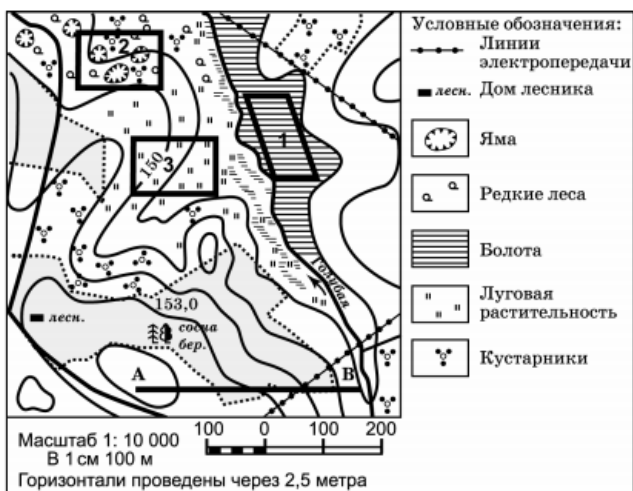 Условные обозначения:
Линии
электропередачи
лесн. Дом лесника
Яма
Редкие леса
Болота
Луговая
растительность
Кустарники
2
1
150
3
Голубая
153,0
лесн.
сосна
бер.
А
В
Масштаб 1: 10 000
В 1 см 100 м
100 0 100 200
Горизонтали проведены через 2,5 метра